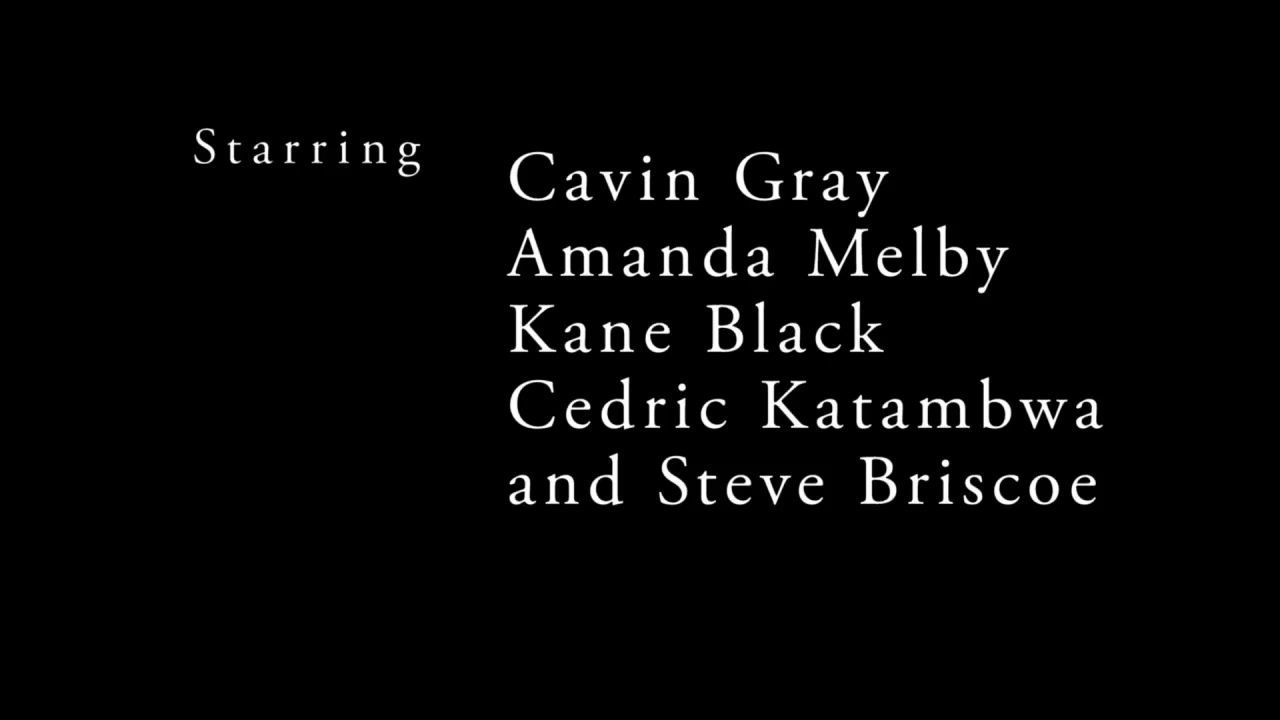 Starring
Cavin Gray
Amanda Melby
Kane Black
Cedric Katambwa
and Steve Briscoe